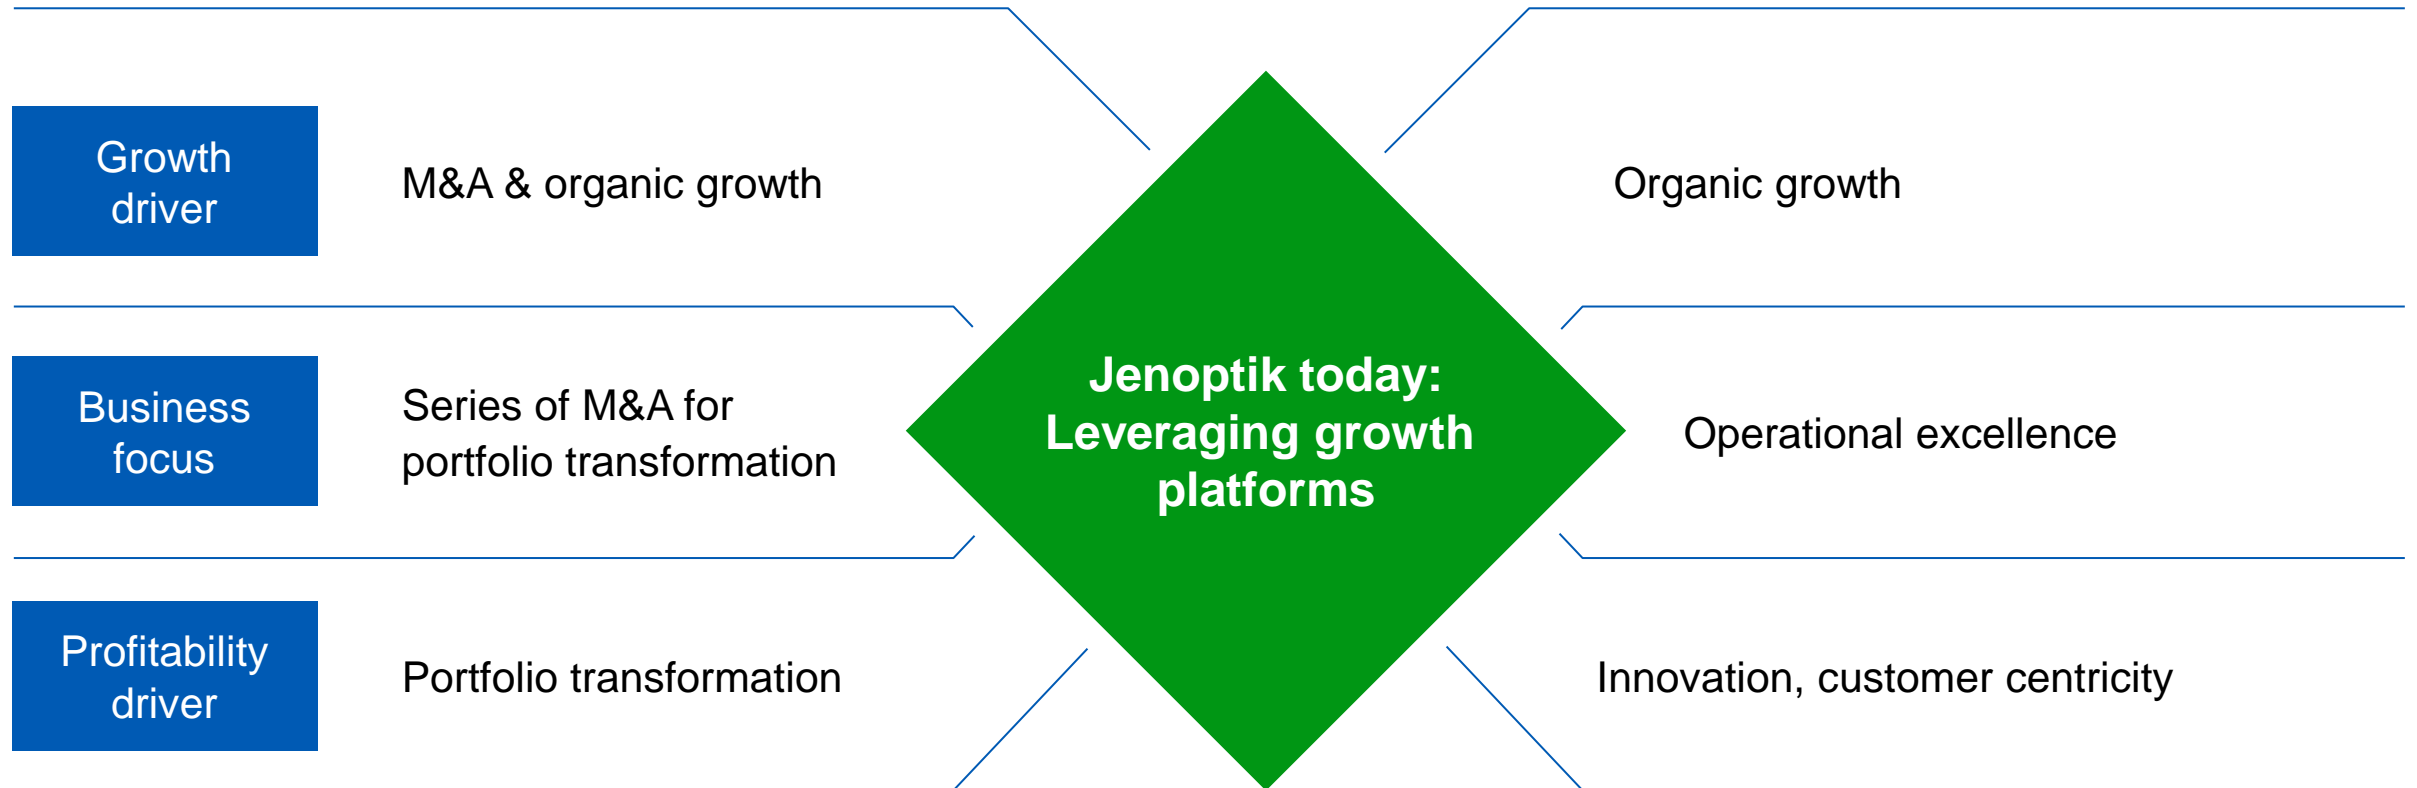 Growth
driver
M&A & organic growth
Organic growth
Business
focus
Series of M&A for
portfolio transformation
Jenoptik today:
Leveraging growth
platforms
Operational excellence
Profitability
driver
Portfolio transformation
Innovation, customer centricity